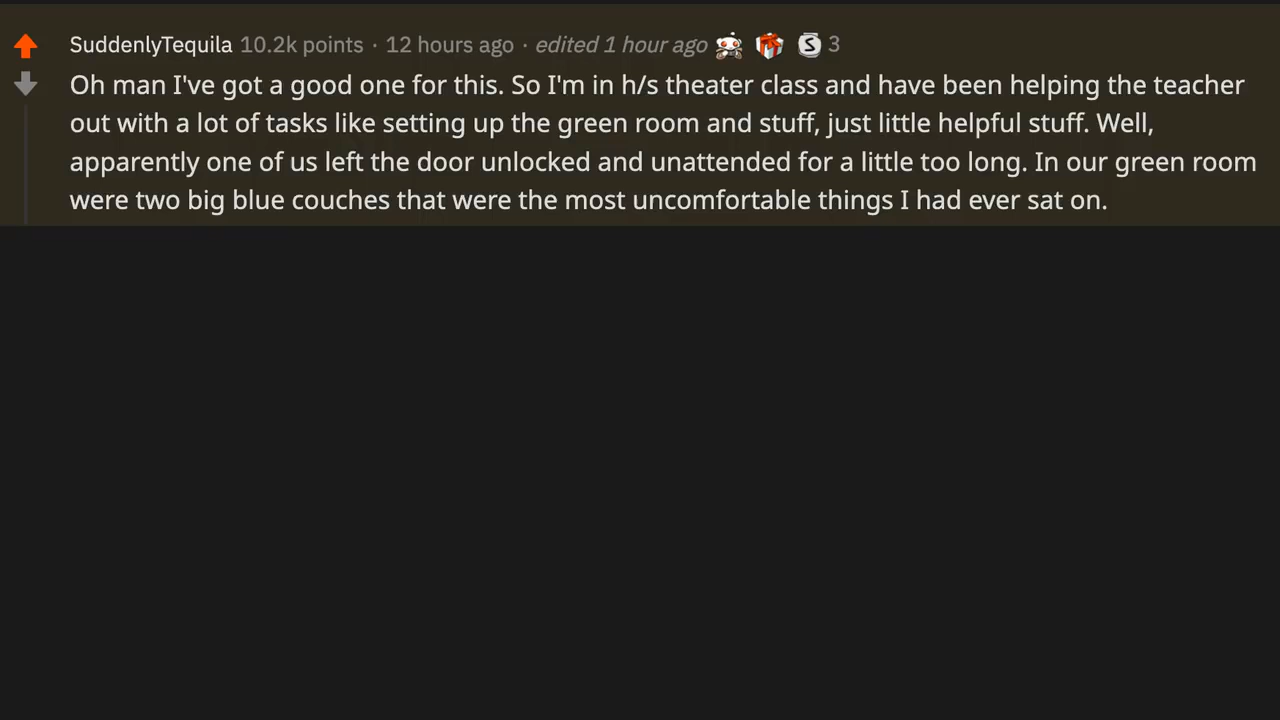 SuddenlyTequila 10.2k points · 12 hours ago · edited 1 hour ago S 3
Oh man I've got a good one for this. So I'm in h/s theater class and have been helping the teacher
out with a lot of tasks like setting up the green room and stuff, just little helpful stuff. Well,
apparently one of us left the door unlocked and unattended for a little too long. In our green room
were two big blue couches that were the most uncomfortable things I had ever sat on.